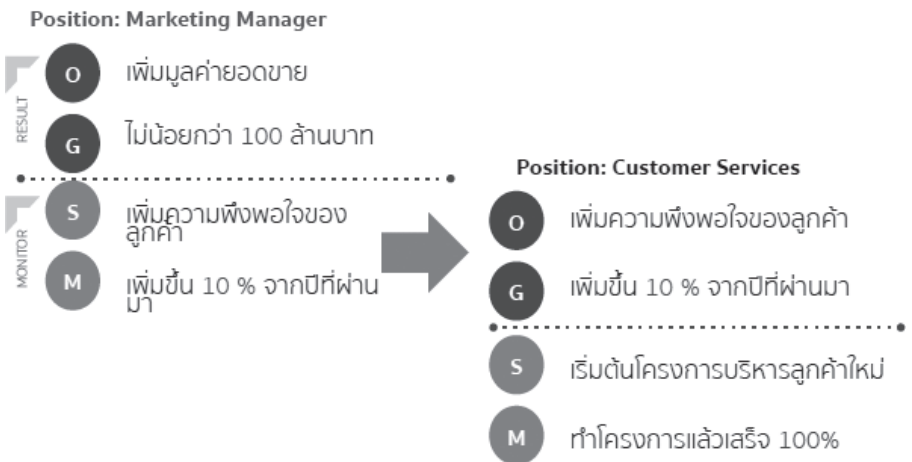 Position: Marketing Manager
RESULT
O
เพิ่มมูลค่ายอดขาย
G
ไม่น้อยกว่า 100 ล้านบาท
MONITOR
S
เพิ่มความพึงพอใจของ
ลูกค้า
M
เพิ่มขึ้น 10 % จากปีที่ผ่าน
มา
Position: Customer Services
O
เพิ่มความพึงพอใจของลูกค้า
G
เพิ่มขึ้น 10 % จากปีที่ผ่านมา
S
เริ่มต้นโครงการบริหารลูกค้าใหม่
M
ทำโครงการแล้วเสร็จ 100%